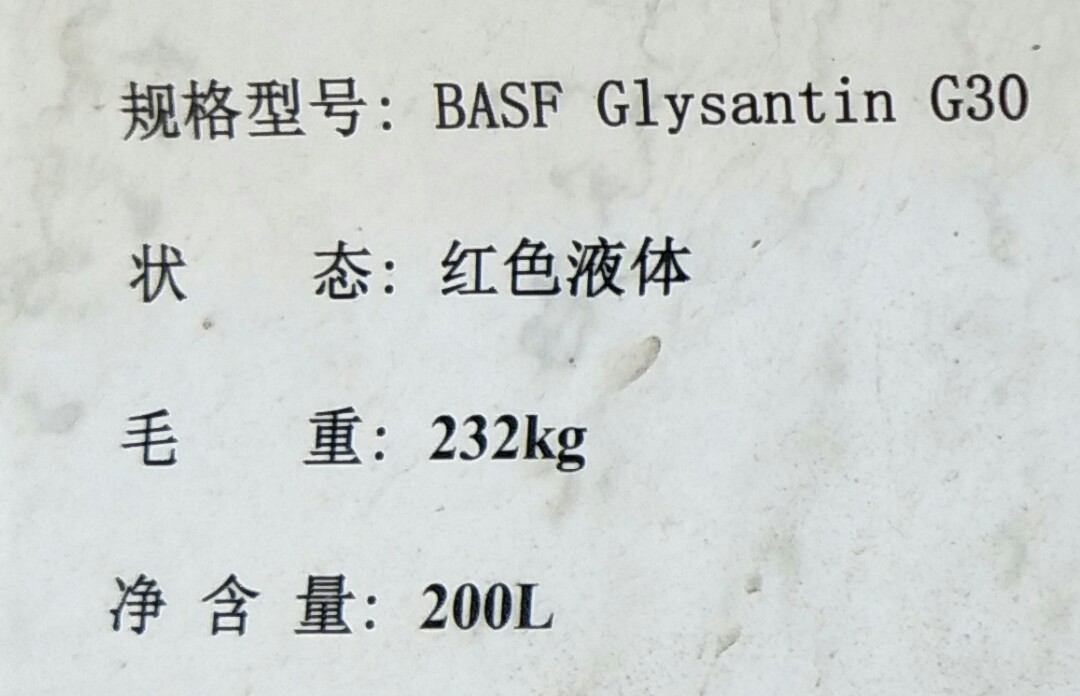 规格型号: BASF Glysantin G30
状 态: 红色液体
毛 重: 232kg
净 含 量: 200L